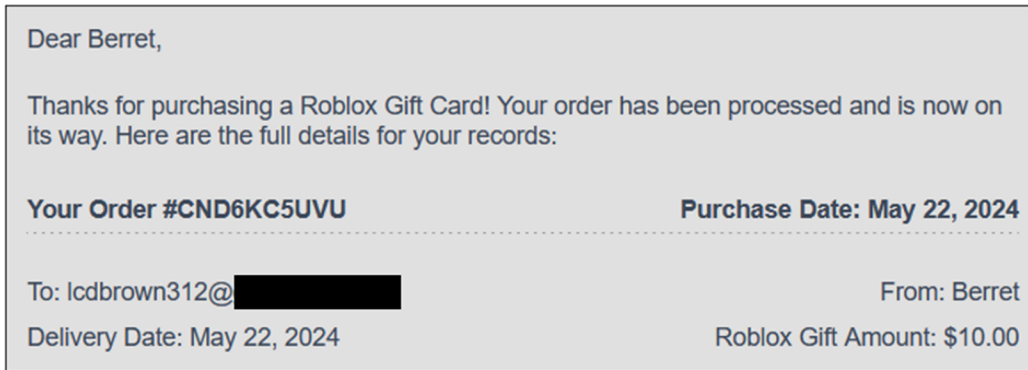 Dear Berret,
Thanks for purchasing a Roblox Gift Card! Your order has been processed and is now on
its way. Here are the full details for your records:
Your Order #CND6KC5UVU Purchase Date: May 22, 2024
To: lcdbrown312@ From: Berret
Delivery Date: May 22, 2024 Roblox Gift Amount: $10.00